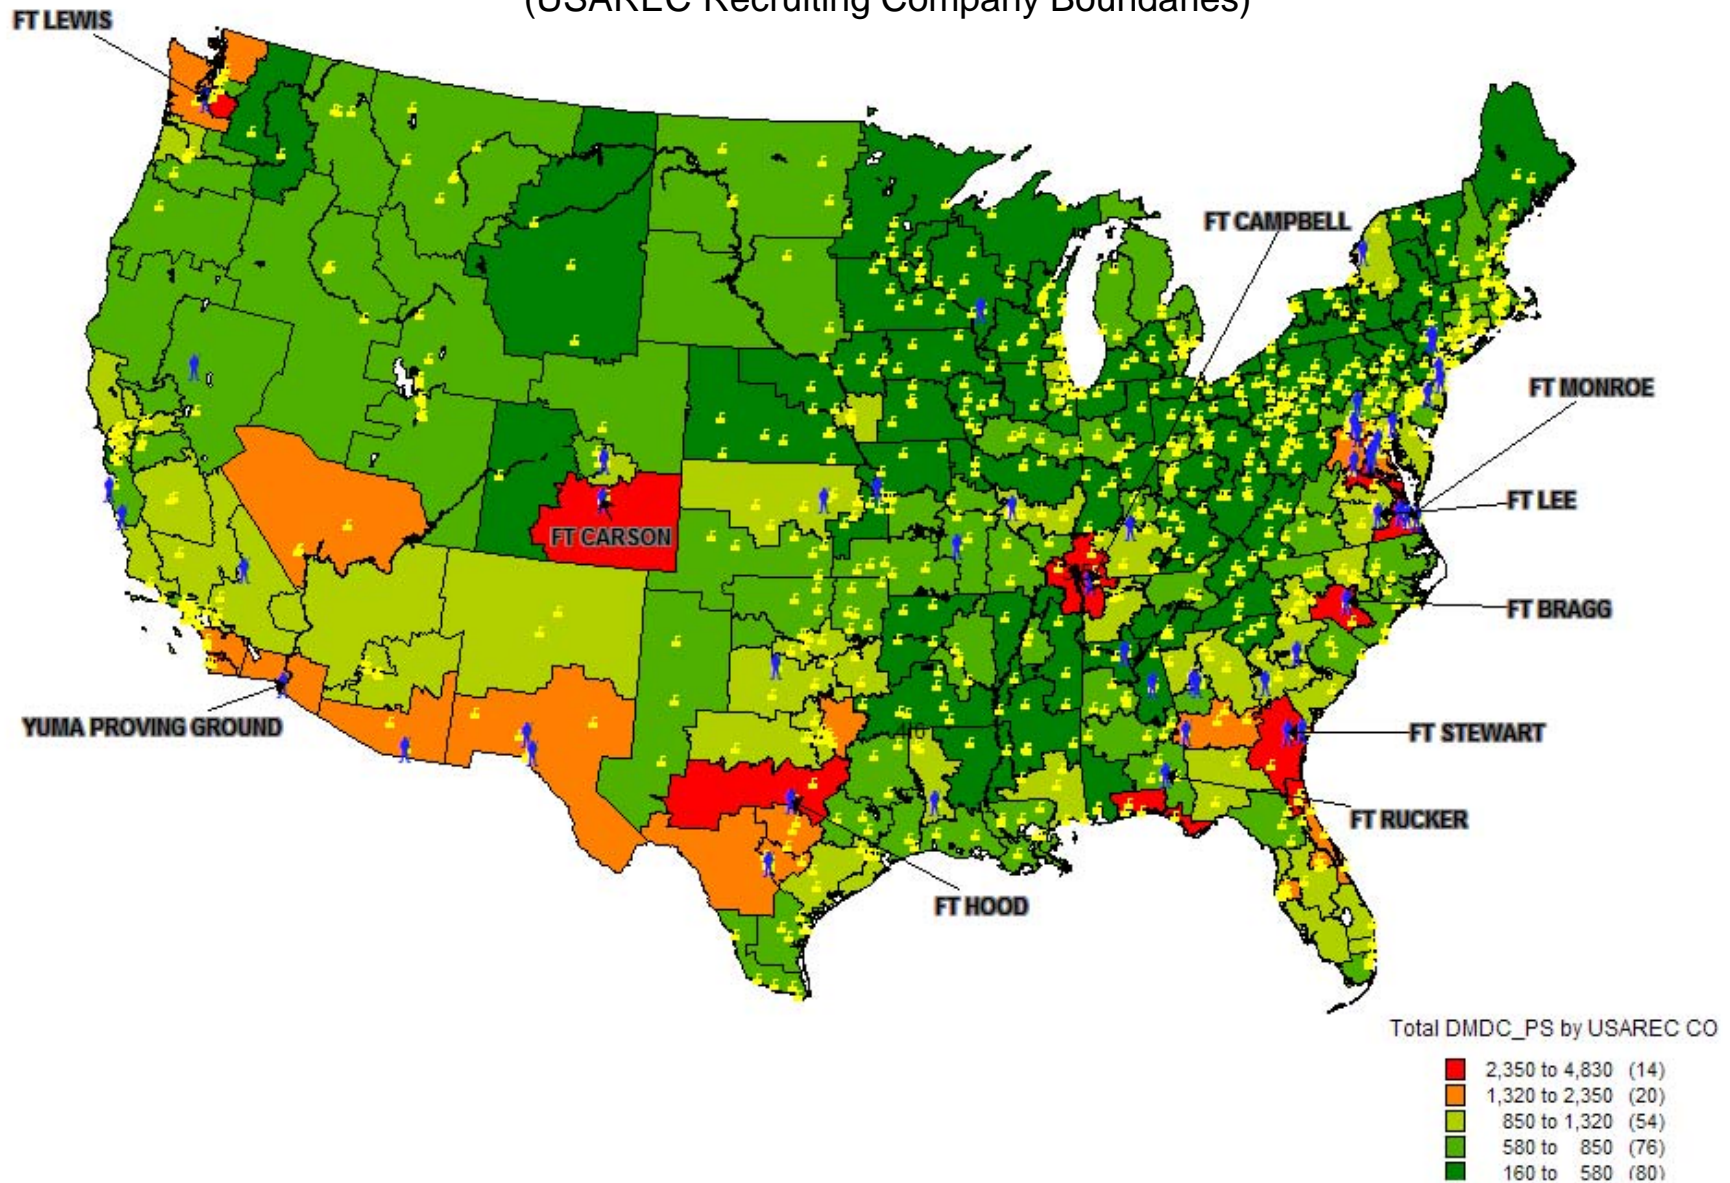 (USAREC Recruiting Company Boundaries)
FT LEWIS
FT CAMPBELL
FT MONROE
FT LEE
FT CARSON
FT BRAGG
YUMA PROVING GROUND
FT STEWART
FT RUCKER
FT HOOD
Total DMDC_PS by USAREC CO
2,350 to 4,830 (14)
1,320 to 2,350 (20)
850 to 1,320 (54)
580 to 850 (76)
160 to 580 (80)